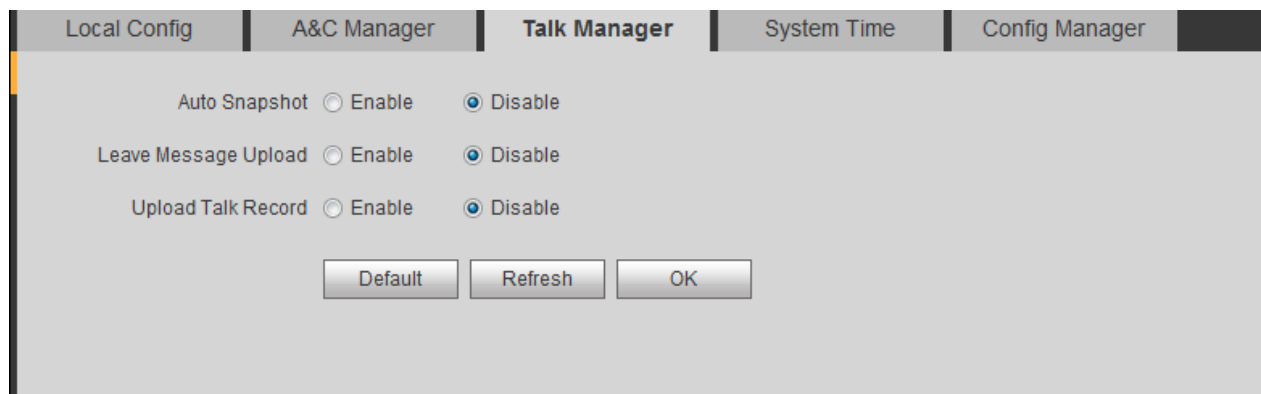 Local Config A&C Manager Talk Manager System Time Config Manager
Auto Snapshot Enable Disable
Leave Message Upload Enable Disable
Upload Talk Record Enable Disable
Default Refresh OK